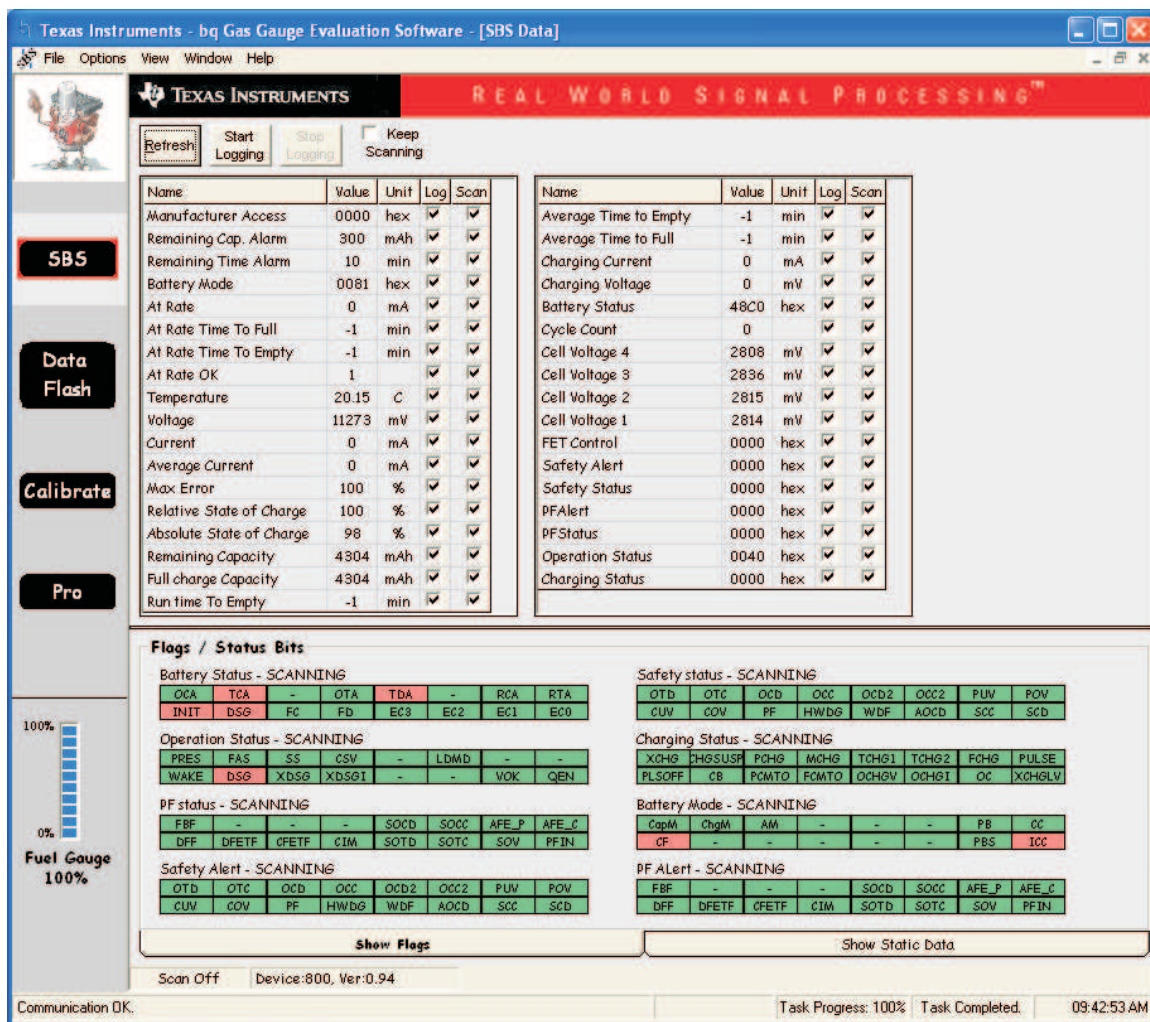 Texas Instruments - bq Gas Gauge Evaluation Software - [SBS Data]
File Options View Window Help
TEXAS INSTRUMENTS
REAL WORLD SIGNAL PROCESSING™
Refresh
Start Logging
Stop Logging
Keep Scanning
SBS
Data Flash
Calibrate
Pro
100%
0%
Fuel Gauge
100%
Name Value Unit Log Scan
Manufacturer Access 0000 hex
Remaining Cap. Alarm 300 mAh
Remaining Time Alarm 10 min
Battery Mode 0081 hex
At Rate 0 mA
At Rate Time To Full -1 min
At Rate Time To Empty -1 min
At Rate OK 1
Temperature 20.15 C
Voltage 11273 mV
Current 0 mA
Average Current 0 mA
Max Error 100 %
Relative State of Charge 100 %
Absolute State of Charge 98 %
Remaining Capacity 4304 mAh
Full charge Capacity 4304 mAh
Run time To Empty -1 min
Name Value Unit Log Scan
Average Time to Empty -1 min
Average Time to Full -1 min
Charging Current 0 mA
Charging Voltage 0 mV
Battery Status 48C0 hex
Cycle Count 0
Cell Voltage 4 2808 mV
Cell Voltage 3 2836 mV
Cell Voltage 2 2815 mV
Cell Voltage 1 2814 mV
FET Control 0000 hex
Safety Alert 0000 hex
Safety Status 0000 hex
PFAlert 0000 hex
PFStatus 0000 hex
Operation Status 0040 hex
Charging Status 0000 hex
Flags / Status Bits
Battery Status - SCANNING
OCA TCA - OTA TDA - RCA RTA
INIT DSG FC FD EC3 EC2 EC1 EC0
Operation Status - SCANNING
PRES FAS SS CSV - LDMD - -
WAKE DSG XDSG XDSGI - - VOK QEN
PF status - SCANNING
FBF - - - SOCD SOCC AFE_P AFE_C
DFF DFETF CFETF CIM SOTD SOTC SOV PFIN
Safety Alert - SCANNING
OTD OTC OCD OCC OCD2 OCC2 PUV POV
CUV COV PF HWDG WDF AOCD SCC SCD
Safety status - SCANNING
OTD OTC OCD OCC OCD2 OCC2 PUV POV
CUV COV PF HWDG WDF AOCD SCC SCD
Charging Status - SCANNING
XCHG CHGSUSP PCHG MCHG TCHG1 TCHG2 FCHG PULSE
PLSOFF CB PCMTO FCMTO OCHGV OCHGI OC XCHGLV
Battery Mode - SCANNING
CapM ChgM AM - - - PB CC
CF - - - - - PBS ICC
PF ALert - SCANNING
FBF - - - SOCD SOCC AFE_P AFE_C
DFF DFETF CFETF CIM SOTD SOTC SOV PFIN
Show Flags
Show Static Data
Scan Off Device:800, Ver:0.94
Communication OK.
Task Progress: 100% Task Completed. 09:42:53 AM